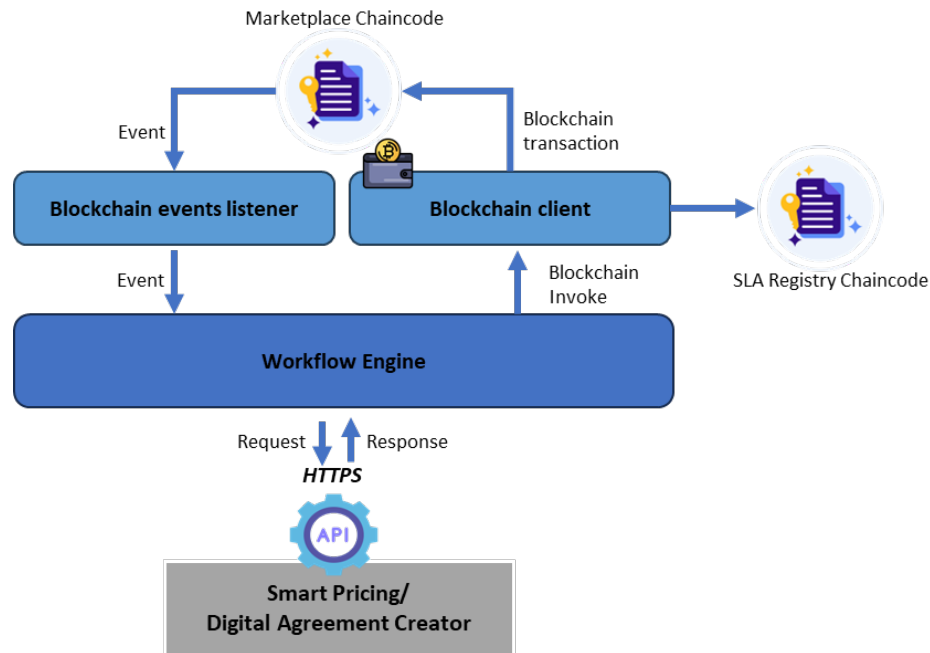 Marketplace Chaincode
Event
Blockchain
transaction
Blockchain events listener
Blockchain client
SLA Registry Chaincode
Event
Blockchain
Invoke
Workflow Engine
Request
Response
HTTPS
API
Smart Pricing/
Digital Agreement Creator